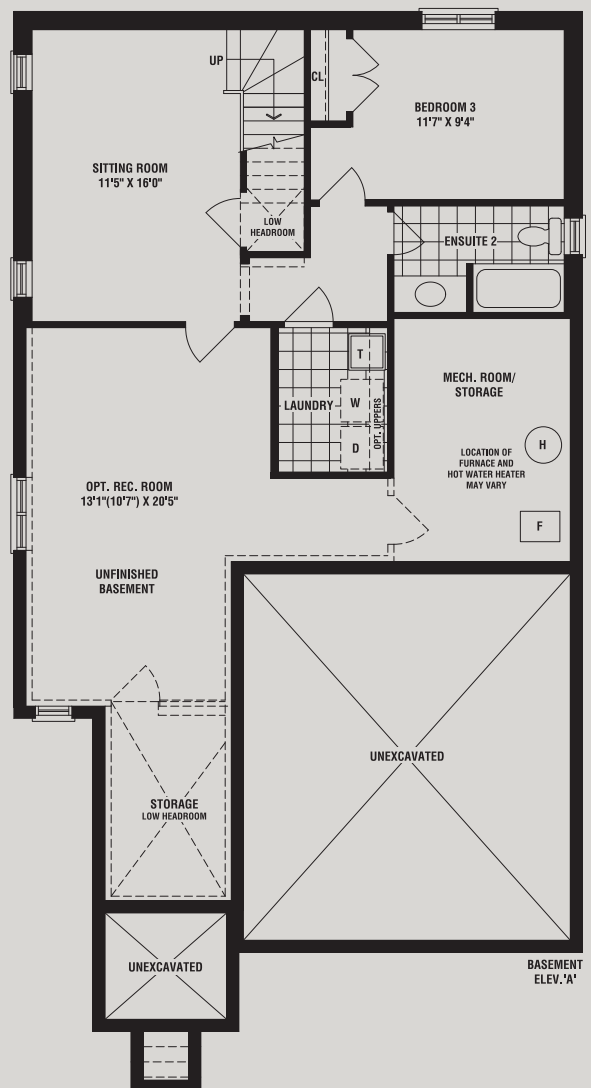 UP
CL
BEDROOM 3
11'7" X 9'4"
SITTING ROOM
11'5" X 16'0"
LOW
HEADROOM
ENSUITE 2
T
LAUNDRY
W
D
OPT. UPPERS
MECH. ROOM/
STORAGE
LOCATION OF
FURNACE AND
HOT WATER HEATER
MAY VARY
H
F
OPT. REC. ROOM
13'1"(10'7") X 20'5"
UNFINISHED
BASEMENT
UNEXCAVATED
STORAGE
LOW HEADROOM
UNEXCAVATED
BASEMENT
ELEV.'A'